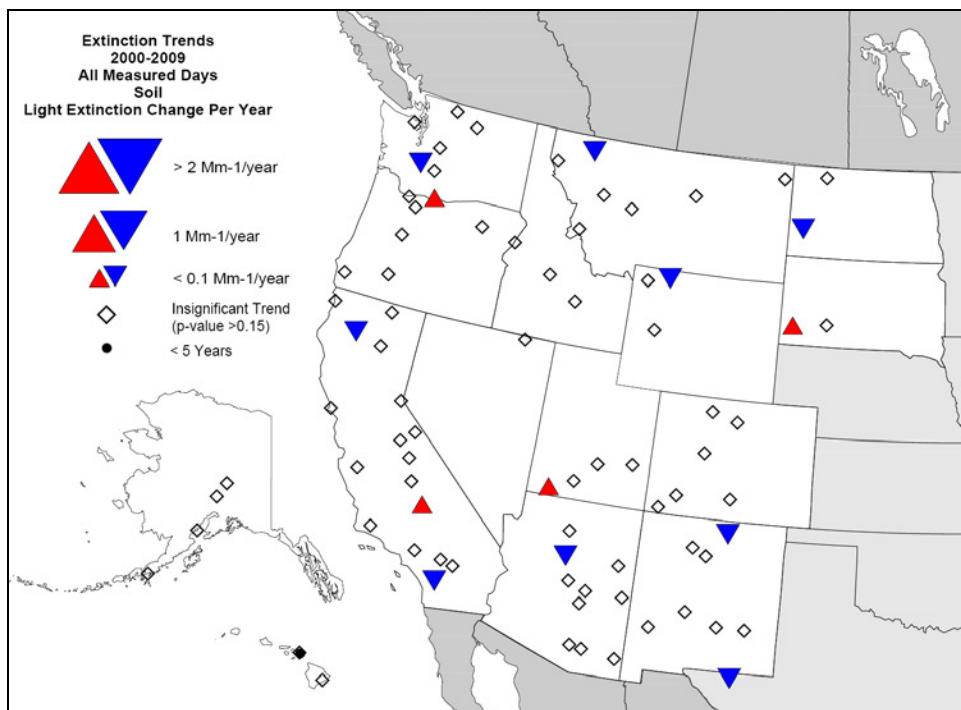 Extinction Trends
2000-2009
All Measured Days
Soil
Light Extinction Change Per Year
> 2 Mm-1/year
1 Mm-1/year
< 0.1 Mm-1/year
Insignificant Trend
(p-value >0.15)
< 5 Years